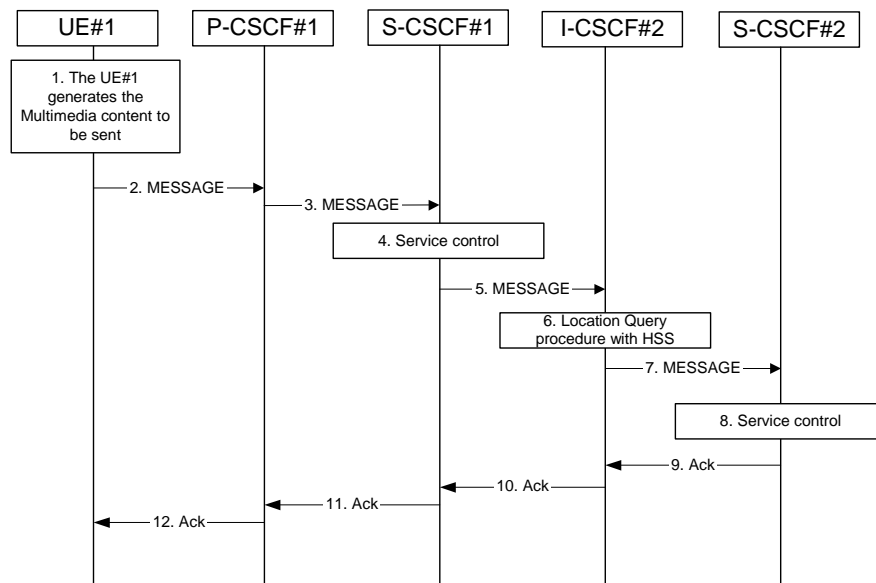 UE#1
P-CSCF#1
S-CSCF#1
I-CSCF#2
S-CSCF#2
1. The UE#1
generates the
Multimedia content to
be sent
2. MESSAGE
3. MESSAGE
4. Service control
5. MESSAGE
6. Location Query
procedure with HSS
7. MESSAGE
8. Service control
9. Ack
10. Ack
11. Ack
12. Ack